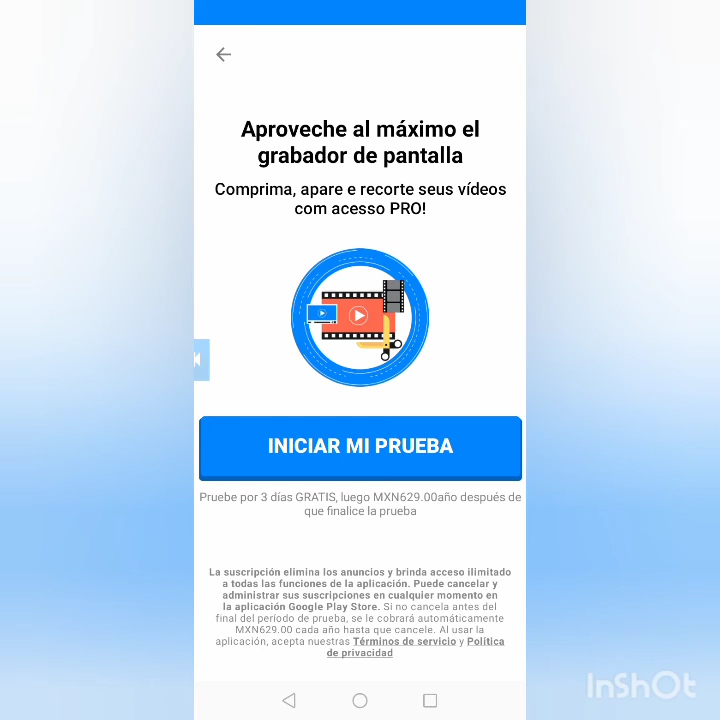 Aproveche al máximo el
grabador de pantalla
Comprima, apare e recorte seus vídeos
com acesso PRO!
INICIAR MI PRUEBA
Pruebe por 3 días GRATIS, luego MXN629.00año después de
que finalice la prueba
La suscripción elimina los anuncios y brinda acceso ilimitado
a todas las funciones de la aplicación. Puede cancelar y
administrar sus suscripciones en cualquier momento en
la aplicación Google Play Store. Si no cancela antes del
final del período de prueba, se le cobrará automáticamente
MXN629.00 cada año hasta que cancele. Al usar la
aplicación, acepta nuestras Términos de servicio y Política
de privacidad
InShOt